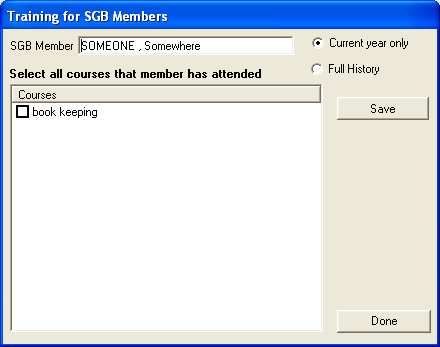 Training for SGB Members
SGB Member SOMEONE , Somewhere
Current year only
Full History
Select all courses that member has attended
Courses
book keeping
Save
Done